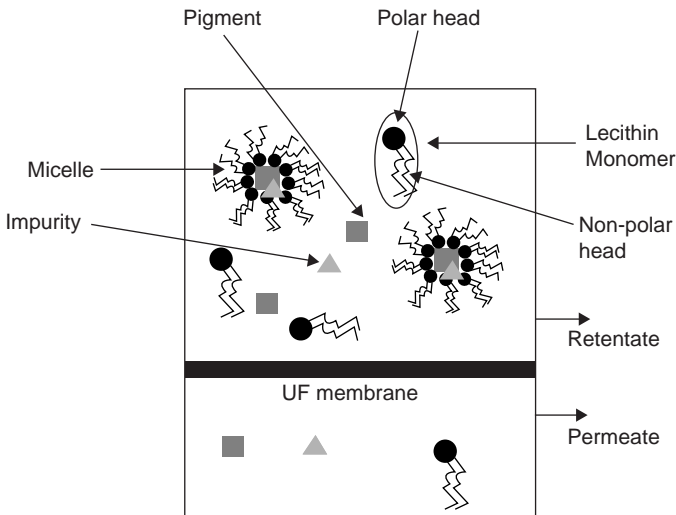 Pigment
Polar head
Lecithin
Monomer
Micelle
Impurity
Non-polar
head
Retentate
UF membrane
Permeate